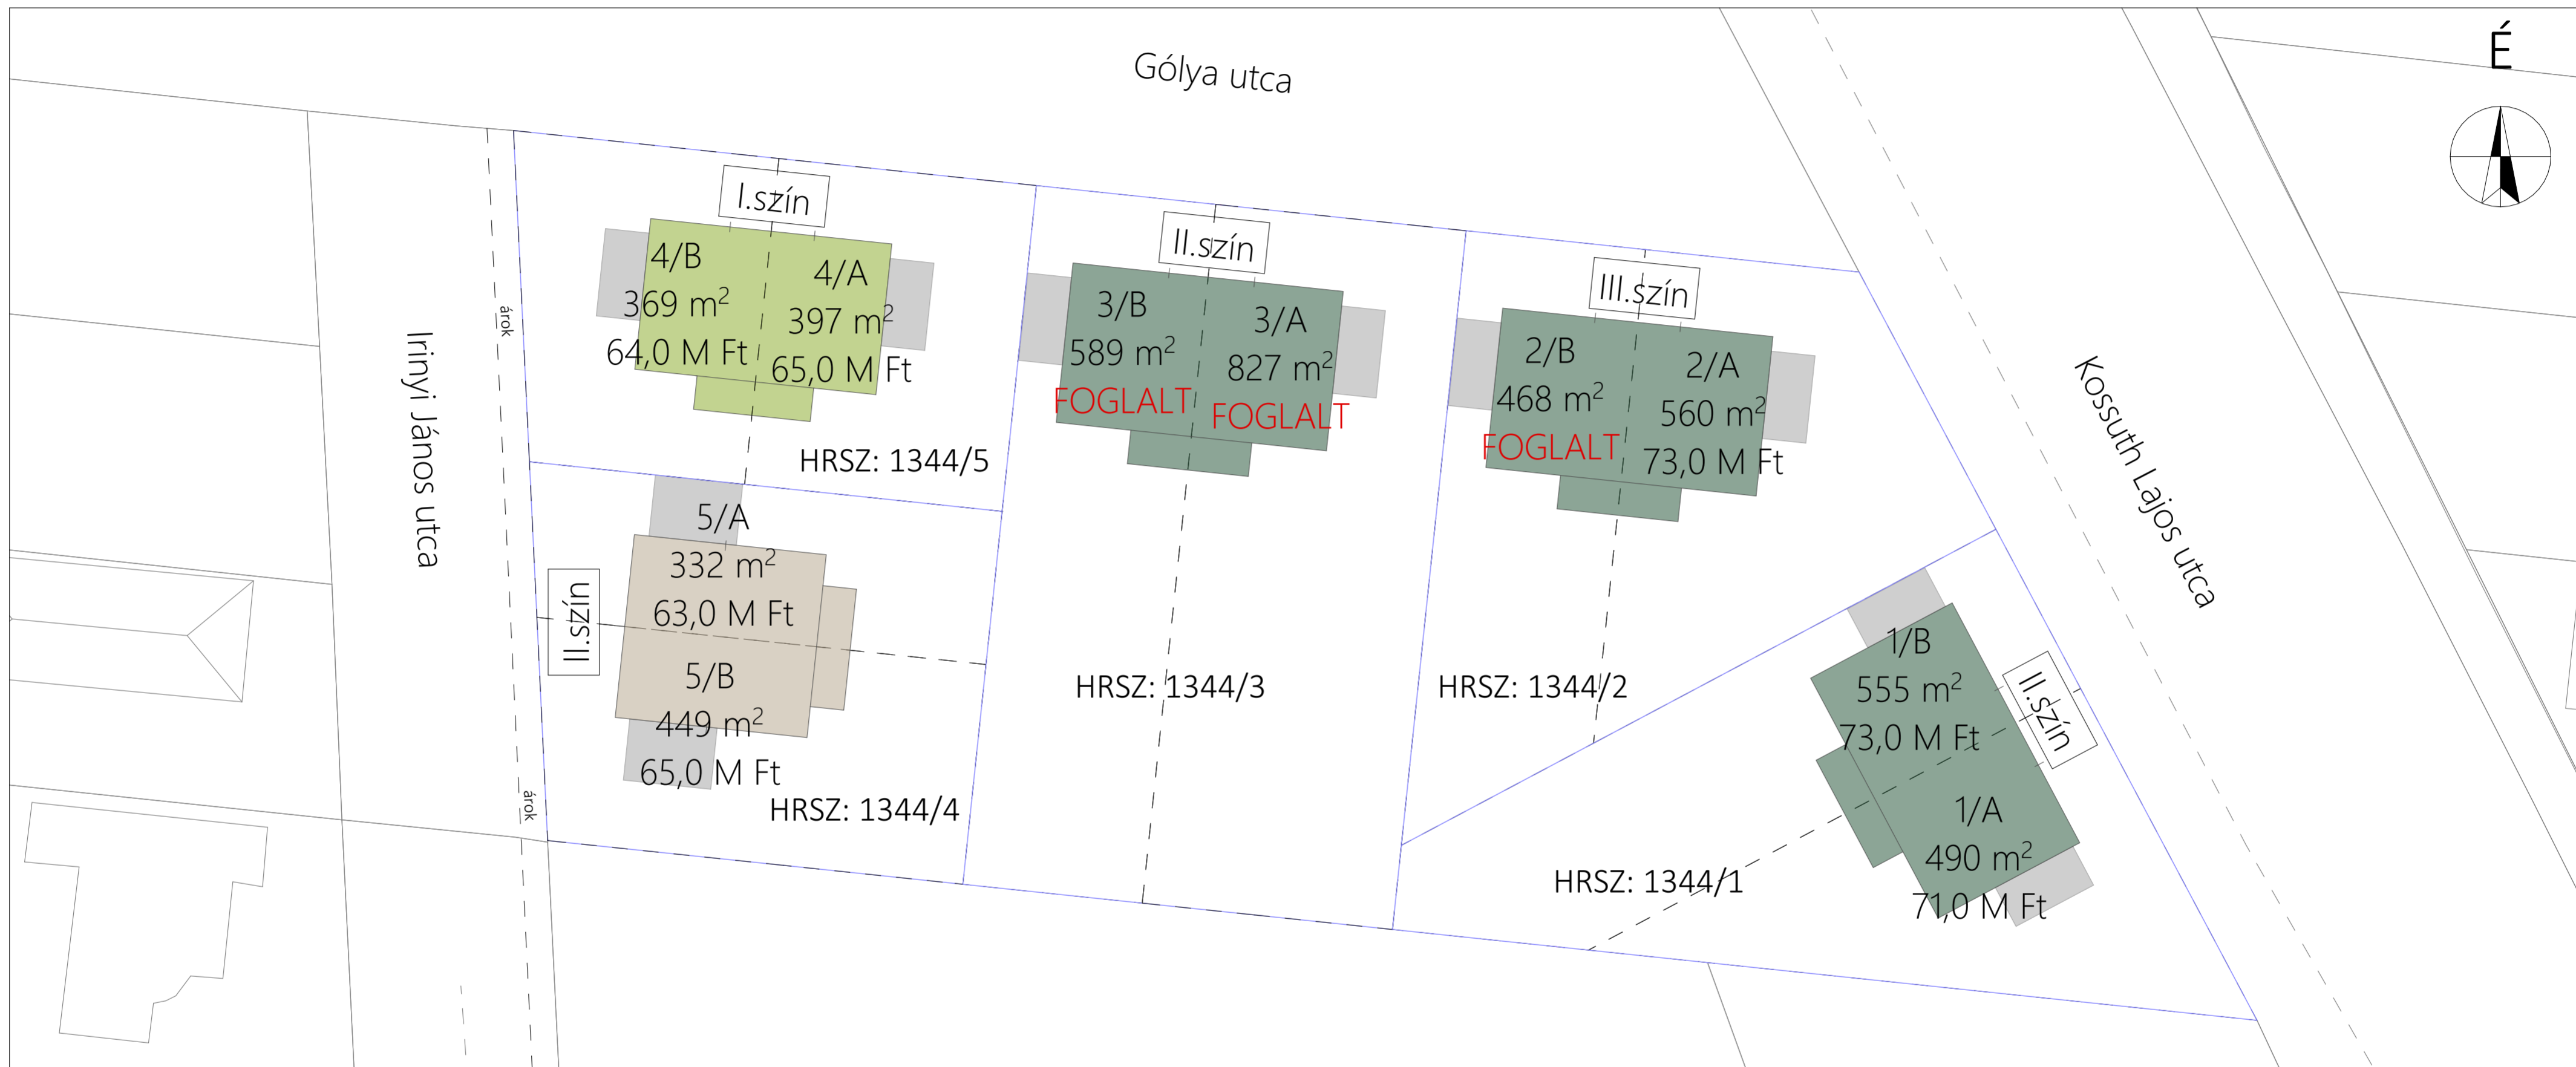 Gólya utca
É
I.szín
4/B
369 m²
64,0 M Ft
4/A
397 m²
65,0 M Ft
HRSZ: 1344/5
II.szín
3/B
589 m²
FOGLALT
3/A
827 m²
FOGLALT
HRSZ: 1344/3
III.szín
2/B
468 m²
FOGLALT
2/A
560 m²
73,0 M Ft
HRSZ: 1344/2
Irinyi János utca
árok
árok
II.szín
5/A
332 m²
63,0 M Ft
5/B
449 m²
65,0 M Ft
HRSZ: 1344/4
Kossuth Lajos utca
II.szín
1/B
555 m²
73,0 M Ft
1/A
490 m²
71,0 M Ft
HRSZ: 1344/1